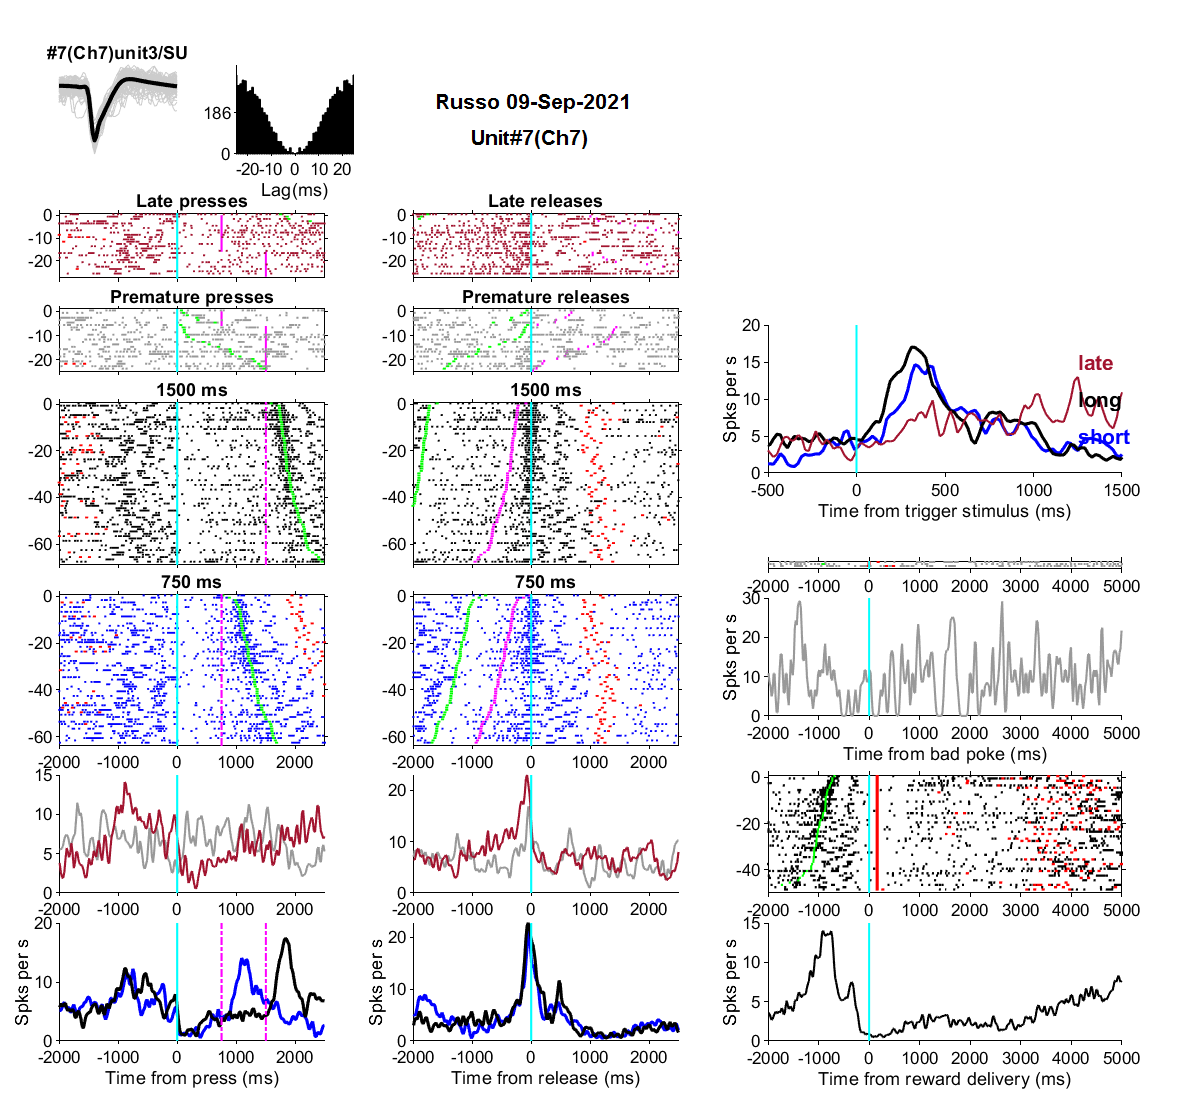 #7(Ch7)unit3/SU
186
0
-20 -10 0 10 20
Lag(ms)
Russo 09-Sep-2021
Unit#7(Ch7)
Late presses
0
-10
-20
Late releases
0
-10
-20
Premature presses
0
-10
-20
Premature releases
0
-10
-20
1500 ms
0
-20
-40
-60
1500 ms
0
-20
-40
-60
750 ms
0
-20
-40
-60
-2000 -1000 0 1000 2000
750 ms
0
-20
-40
-60
-2000 -1000 0 1000 2000
15
10
5
0
-2000 -1000 0 1000 2000
20
10
0
-2000 -1000 0 1000 2000
Spks per s
20
10
0
-2000 -1000 0 1000 2000
Time from press (ms)
Spks per s
20
10
0
-2000 -1000 0 1000 2000
Time from release (ms)
Spks per s
20
15
10
5
0
late
long
short
-500 0 500 1000 1500
Time from trigger stimulus (ms)
-2000 -1000 0 1000 2000 3000 4000 5000
Spks per s
30
20
10
0
-2000 -1000 0 1000 2000 3000 4000 5000
Time from bad poke (ms)
0
-20
-40
-2000 -1000 0 1000 2000 3000 4000 5000
Spks per s
15
10
5
0
-2000 -1000 0 1000 2000 3000 4000 5000
Time from reward delivery (ms)